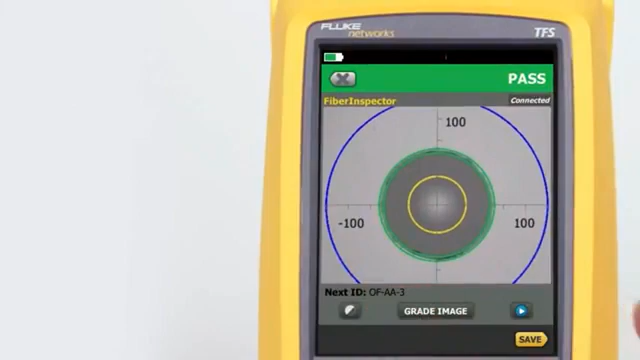 FLUKE
networks
TFS
PASS
FiberInspector
Connected
100
-100
100
Next ID: OF-AA-3
GRADE IMAGE
SAVE